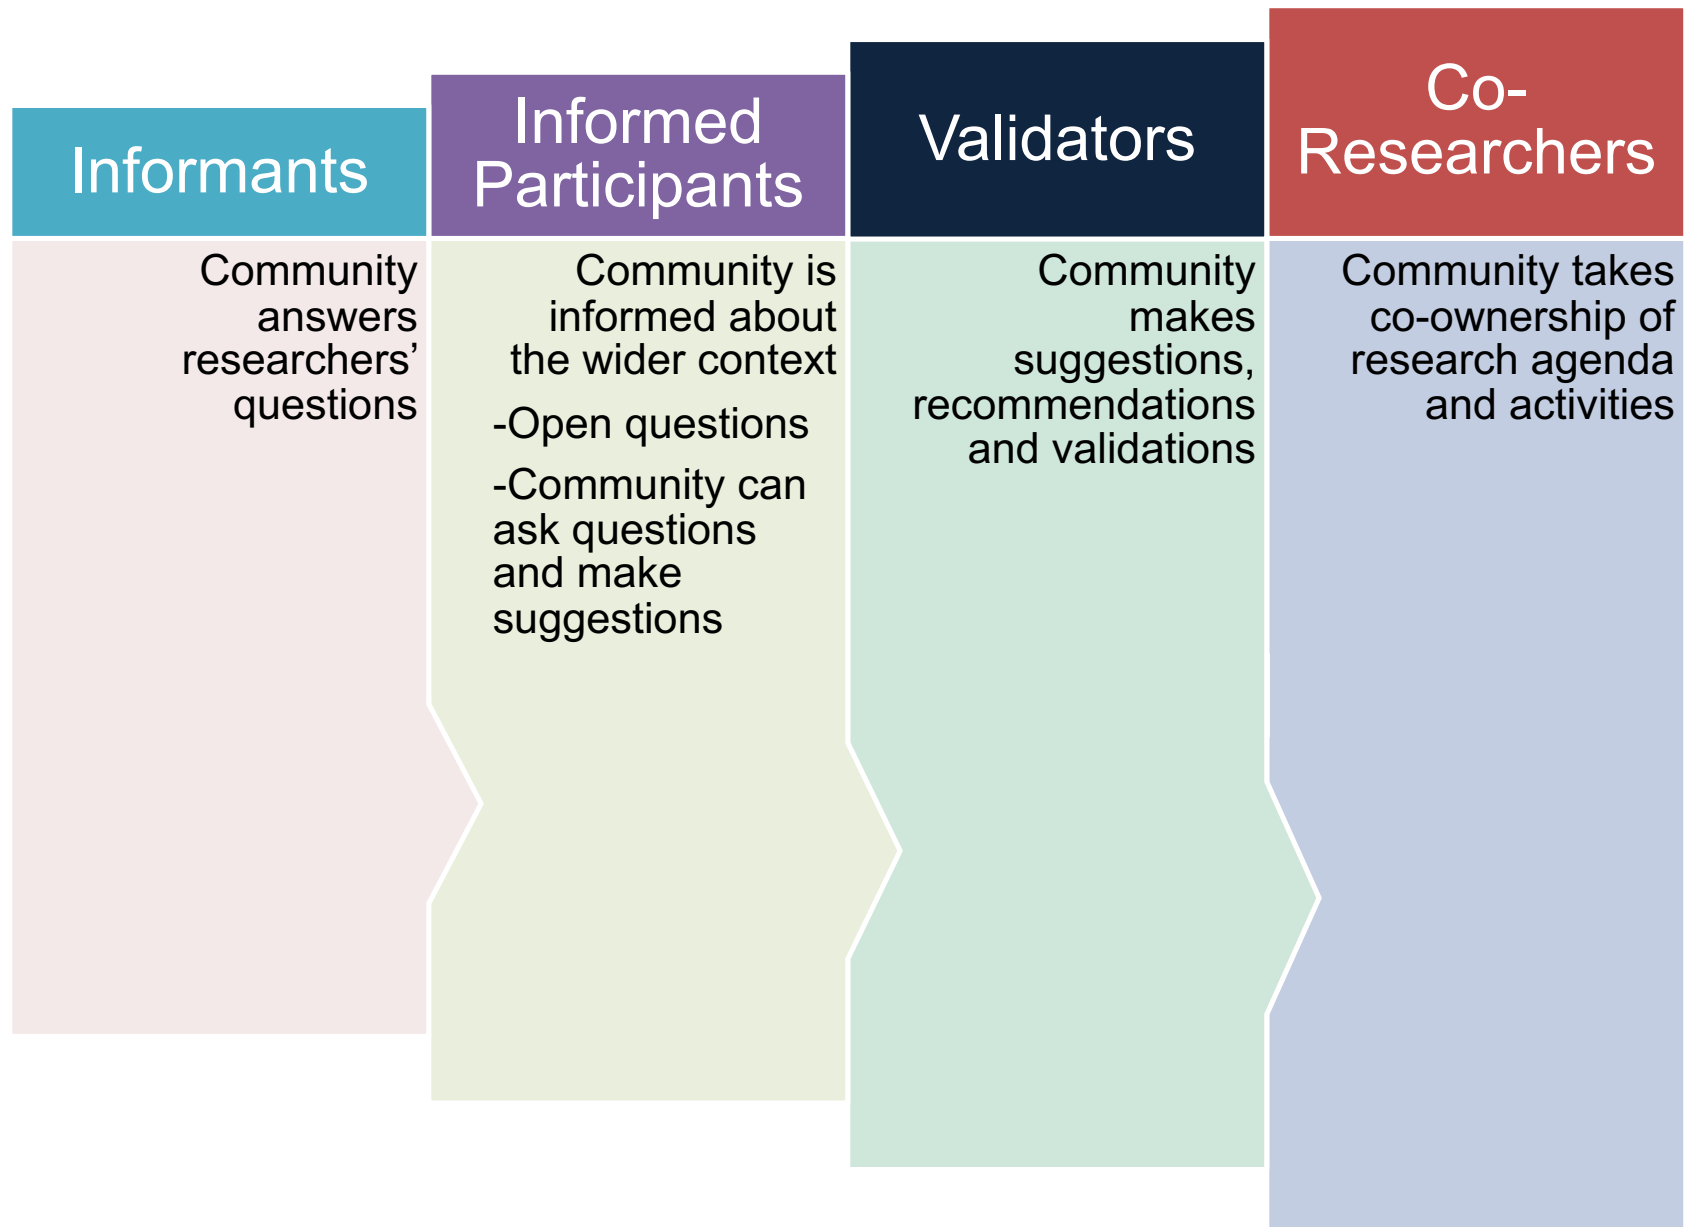 Informants
Community
answers
researchers’
questions
Informed
Participants
Community is
informed about
the wider context
-Open questions
-Community can
ask questions
and make
suggestions
Validators
Community
makes
suggestions,
recommendations
and validations
Co-
Researchers
Community takes
co-ownership of
research agenda
and activities